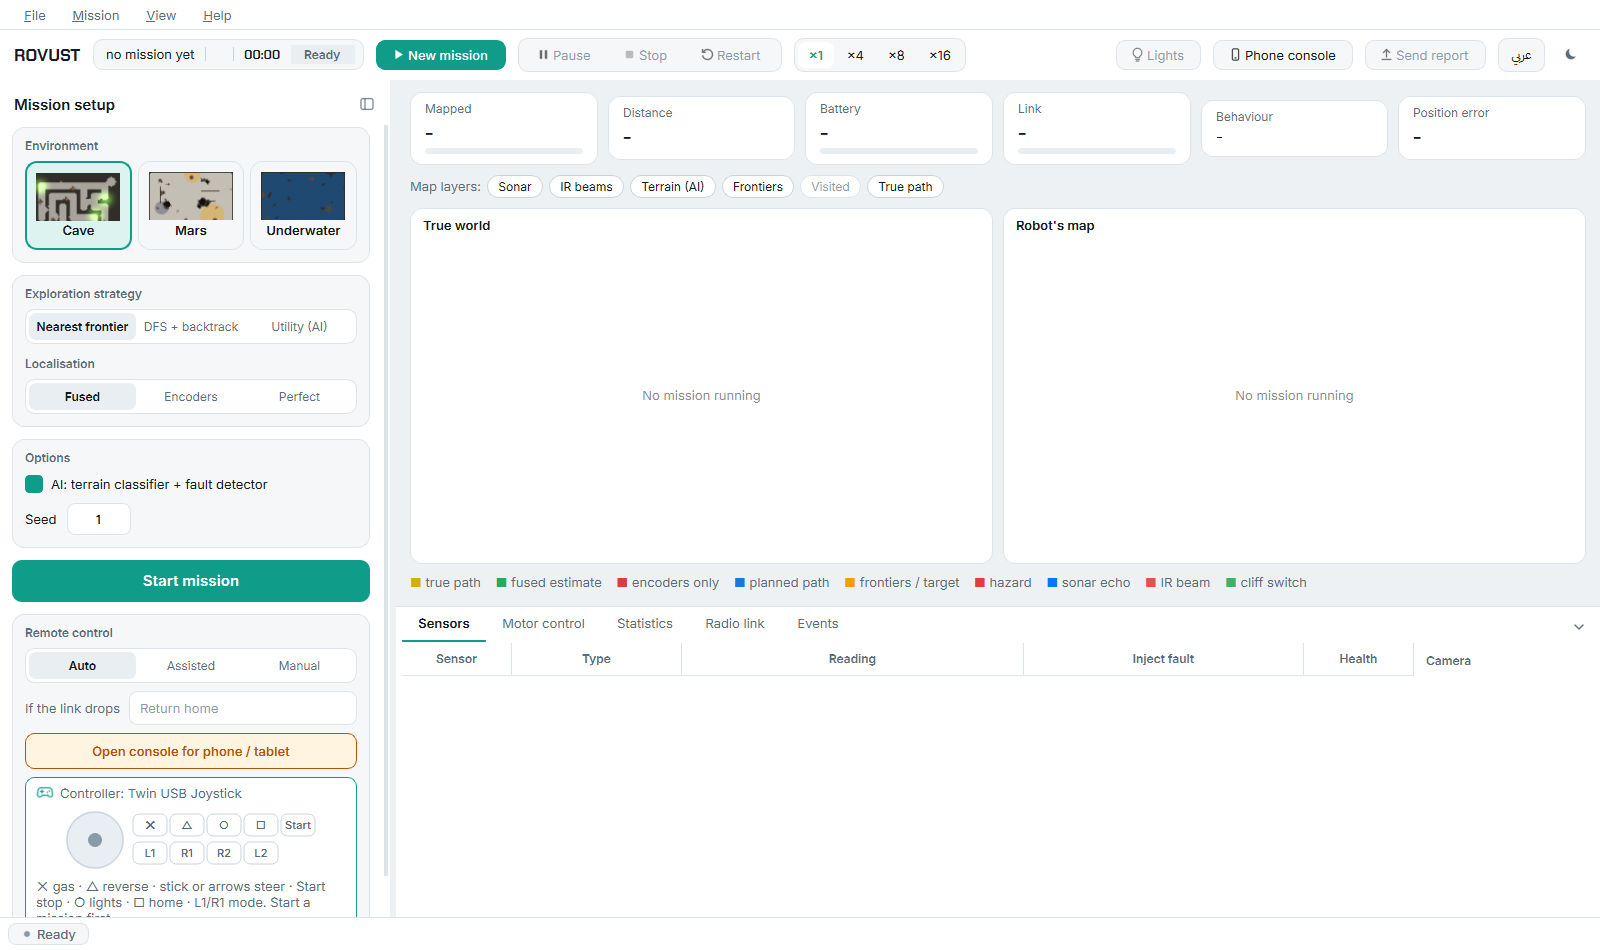 File Mission View Help
ROVUST no mission yet 00:00 Ready New mission Pause Stop Restart ×1 ×4 ×8 ×16 Lights Phone console Send report عربي
Mission setup
Environment
Cave Mars Underwater
Exploration strategy
Nearest frontier DFS + backtrack Utility (AI)
Localisation
Fused Encoders Perfect
Options
AI: terrain classifier + fault detector
Seed 1
Start mission
Remote control
Auto Assisted Manual
If the link drops Return home
Open console for phone / tablet
Controller: Twin USB Joystick
✕ △ ○ □ Start
L1 R1 R2 L2
✕ gas · △ reverse · stick or arrows steer · Start
stop · ○ lights · □ home · L1/R1 mode. Start a
mission first
Mapped Distance Battery Link Behaviour Position error
– – – – – –
Map layers: Sonar IR beams Terrain (AI) Frontiers Visited True path
True world Robot's map
No mission running No mission running
true path fused estimate encoders only planned path frontiers / target hazard sonar echo IR beam cliff switch
Sensors Motor control Statistics Radio link Events
Sensor Type Reading Inject fault Health Camera
Ready